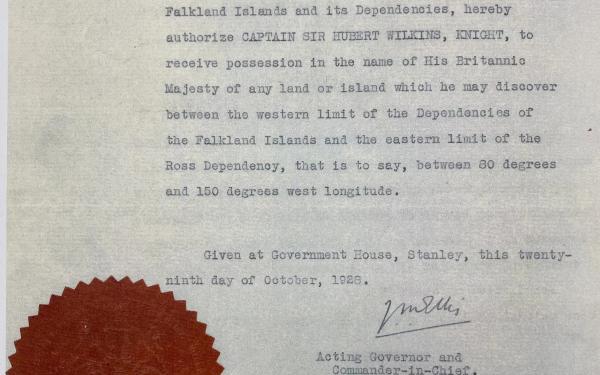 Falkland Islands and its Dependencies, hereby
authorize CAPTAIN SIR HUBERT WILKINS, KNIGHT, to
receive possession in the name of His Britannic
Majesty of any land or island which he may discover
between the western limit of the Dependencies of
the Falkland Islands and the eastern limit of the
Ross Dependency, that is to say, between 80 degrees
and 150 degrees west longitude.
Given at Government House, Stanley, this twenty-
ninth day of October, 1928.
Acting Governor and
Commander-in-Chief.